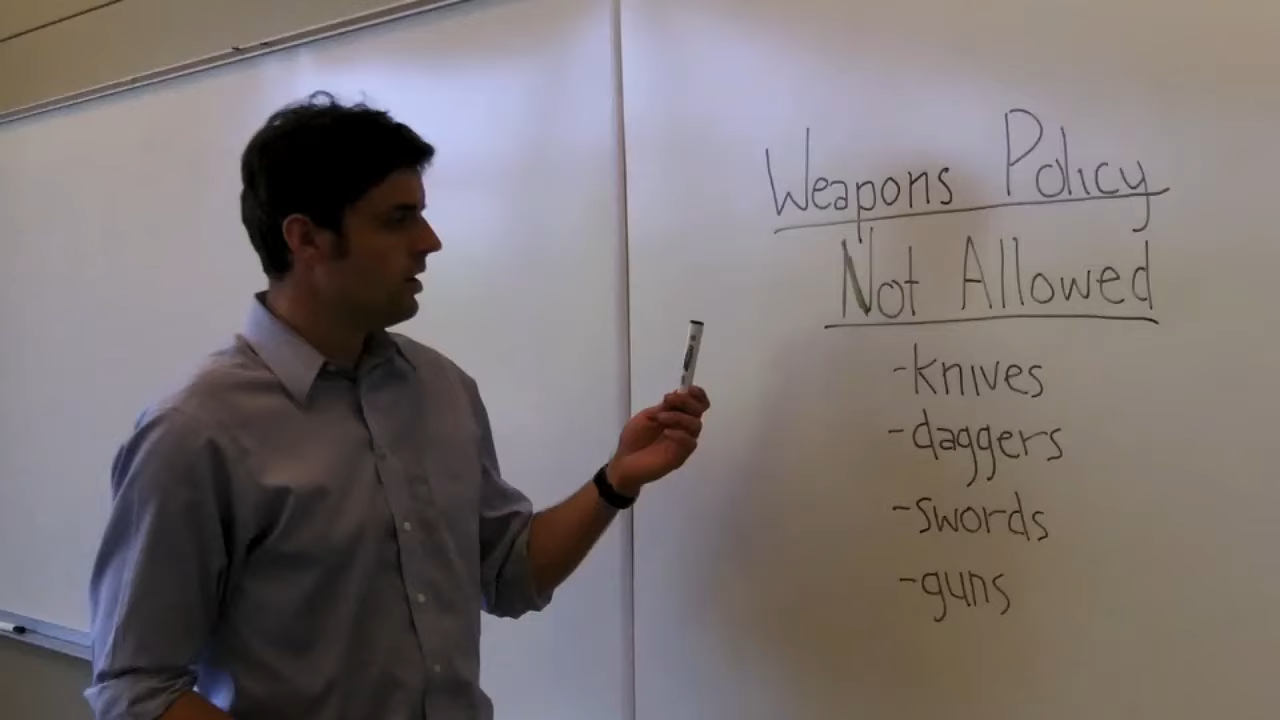 Weapons Policy
Not Allowed
-knives
-daggers
-swords
-guns